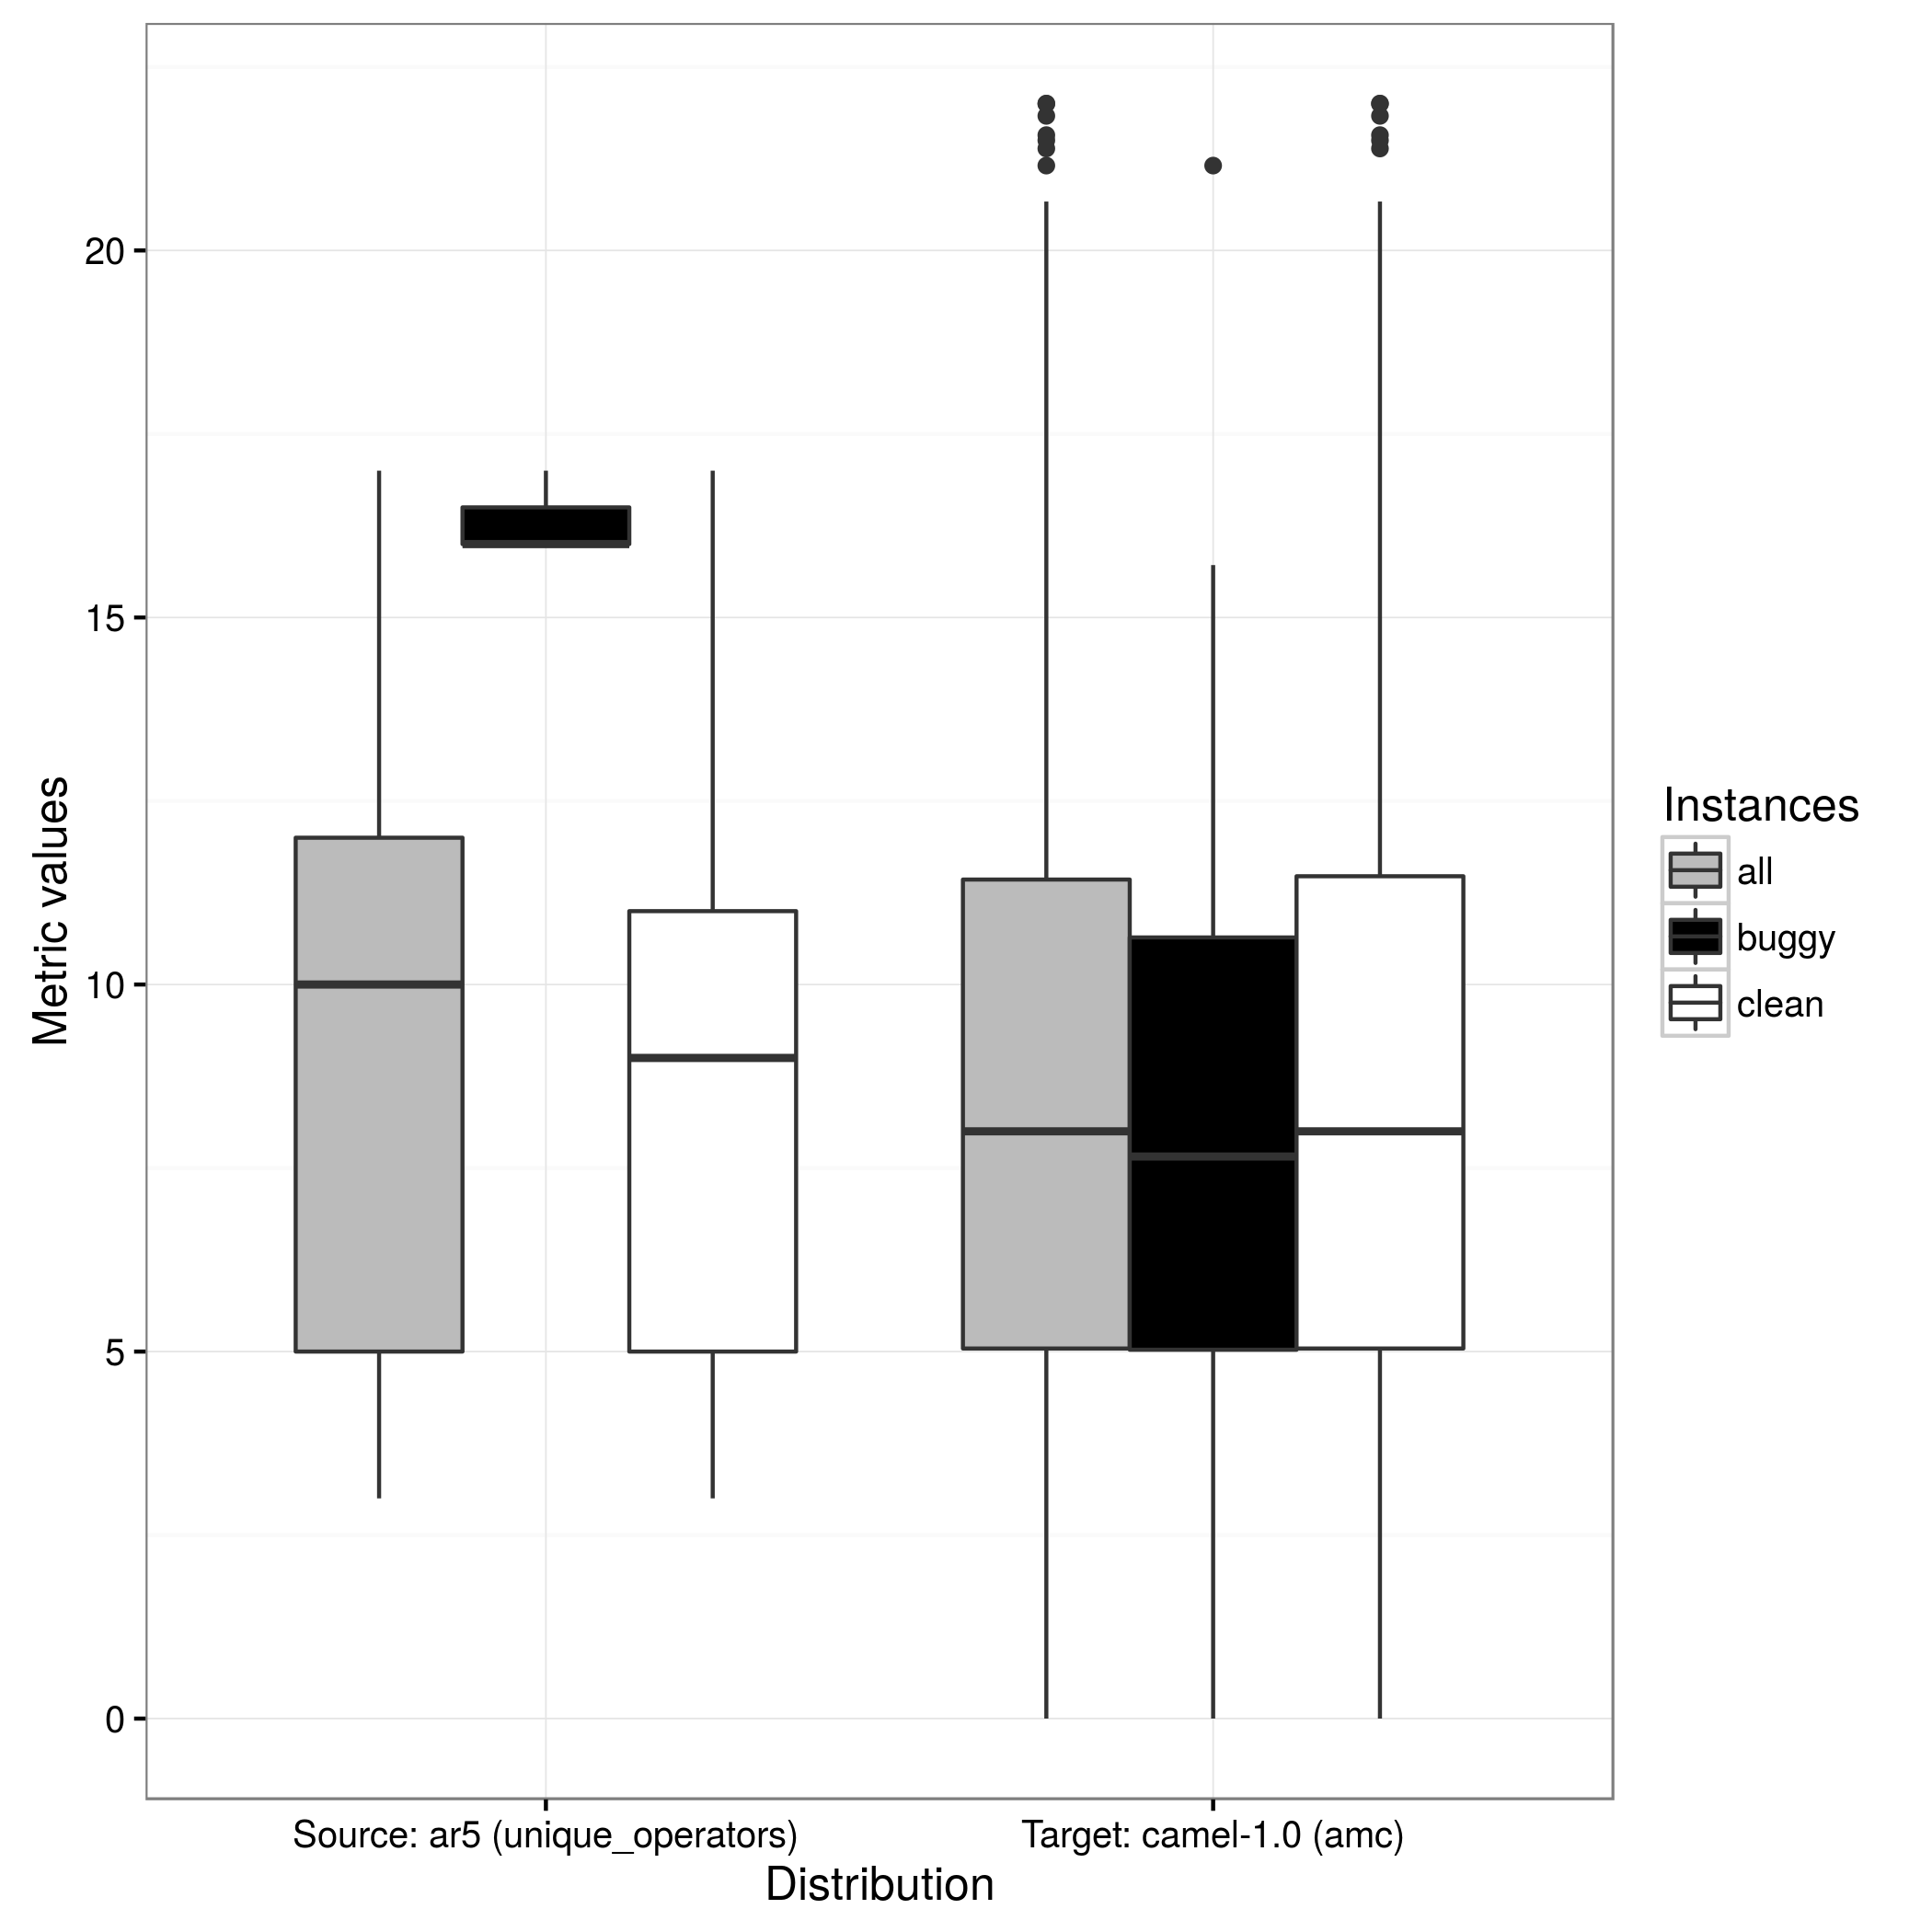 Metric values
20
15
10
5
0
Source: ar5 (unique_operators)
Target: camel-1.0 (amc)
Distribution
Instances
all
buggy
clean